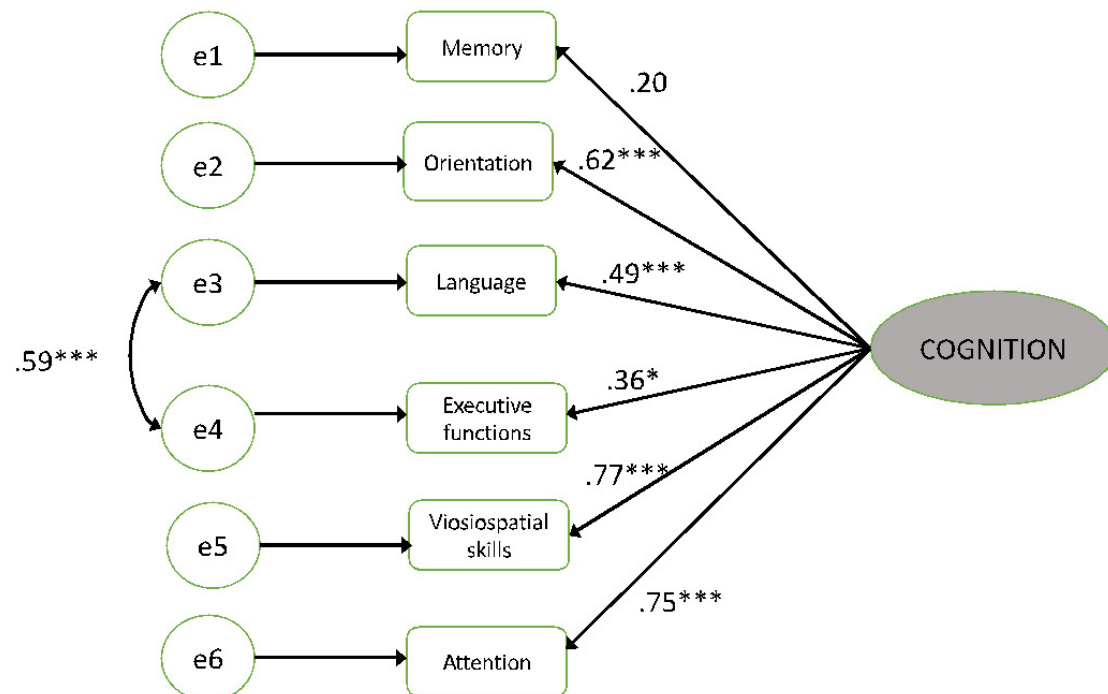 e1
Memory
.20
e2
Orientation
.62***
e3
Language
.49***
.59***
COGNITION
e4
Executive
functions
.36*
.77***
e5
Viosiospatial
skills
.75***
e6
Attention